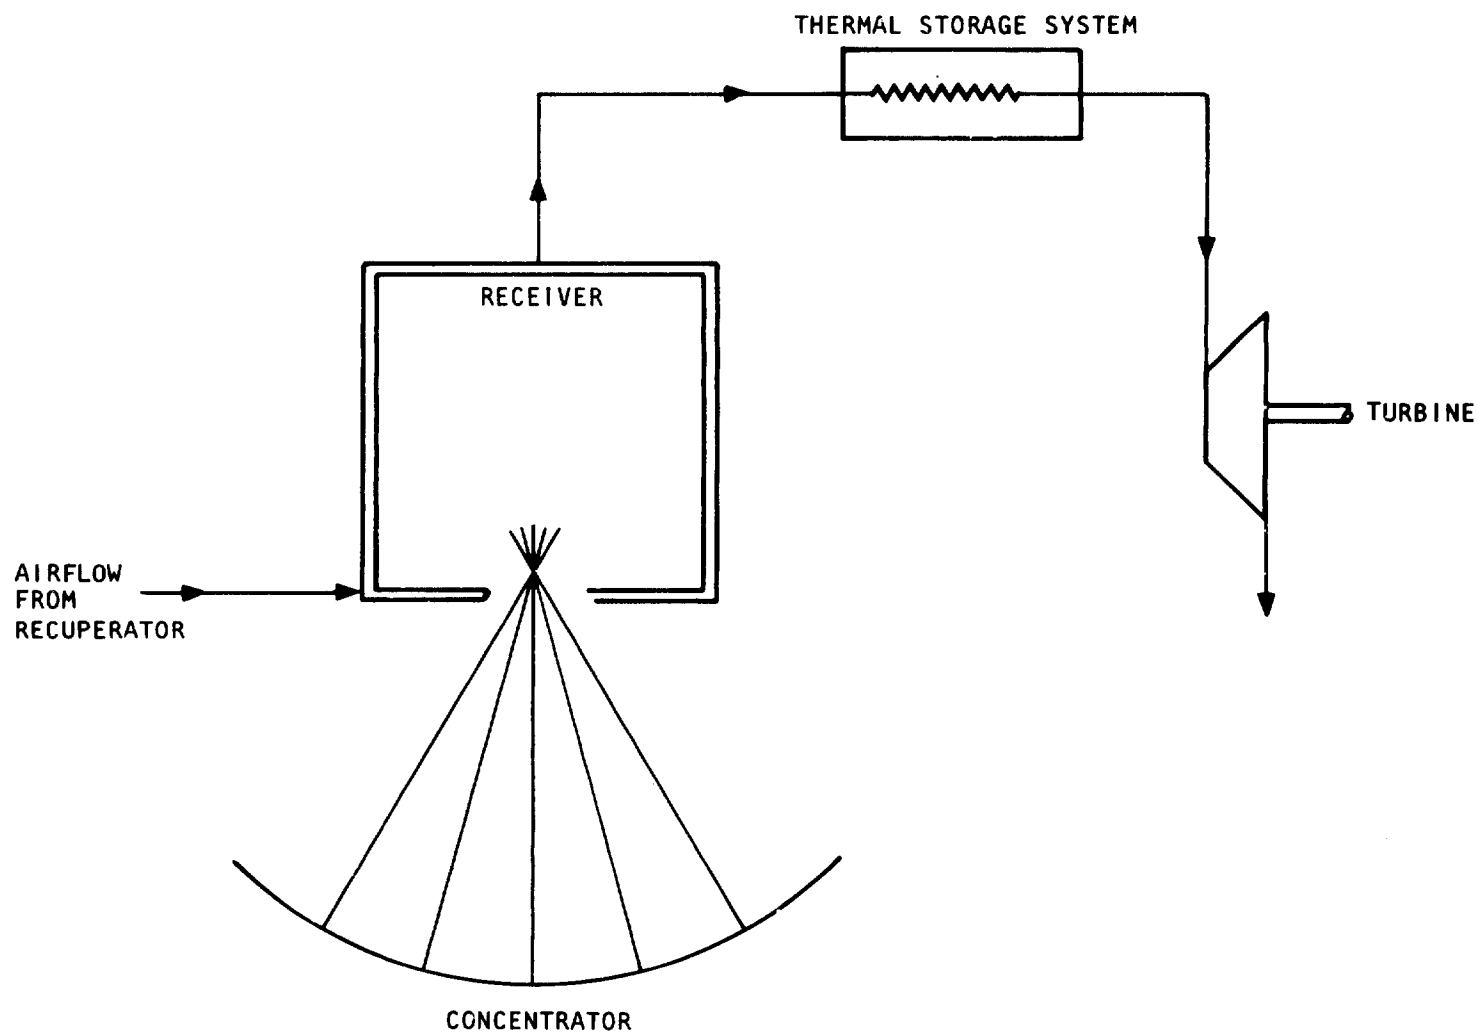 THERMAL STORAGE SYSTEM
RECEIVER
TURBINE
AIRFLOW
FROM
RECUPERATOR
CONCENTRATOR